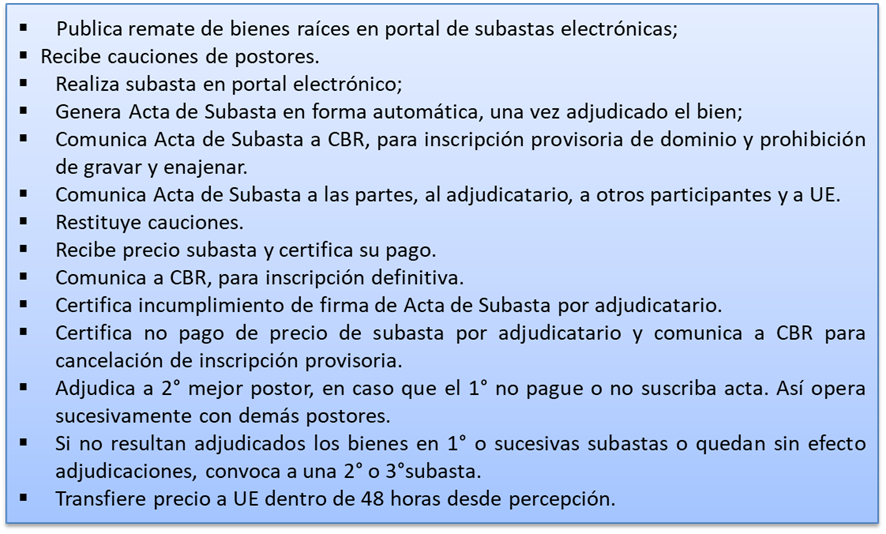 ▪ Publica remate de bienes raíces en portal de subastas electrónicas;
▪ Recibe cauciones de postores.
▪ Realiza subasta en portal electrónico;
▪ Genera Acta de Subasta en forma automática, una vez adjudicado el bien;
▪ Comunica Acta de Subasta a CBR, para inscripción provisoria de dominio y prohibición
de gravar y enajenar.
▪ Comunica Acta de Subasta a las partes, al adjudicatario, a otros participantes y a UE.
▪ Restituye cauciones.
▪ Recibe precio subasta y certifica su pago.
▪ Comunica a CBR, para inscripción definitiva.
▪ Certifica incumplimiento de firma de Acta de Subasta por adjudicatario.
▪ Certifica no pago de precio de subasta por adjudicatario y comunica a CBR para
cancelación de inscripción provisoria.
▪ Adjudica a 2° mejor postor, en caso que el 1° no pague o no suscriba acta. Así opera
sucesivamente con demás postores.
▪ Si no resultan adjudicados los bienes en 1° o sucesivas subastas o quedan sin efecto
adjudicaciones, convoca a una 2° o 3°subasta.
▪ Transfiere precio a UE dentro de 48 horas desde percepción.